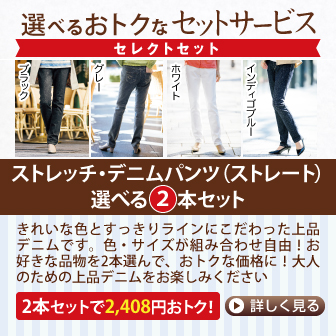 選べるおトクなセットサービス
セレクトセット
ブラック
グレー
ホワイト
インディゴブルー
ストレッチ・デニムパンツ（ストレート）
選べる2本セット
きれいな色とすっきりラインにこだわった上品
デニムです。色・サイズが組み合わせ自由！お
好きな品物を2本選んで、おトクな価格に！大人
のための上品デニムをお楽しみください
2本セットで2,408円おトク！
詳しく見る